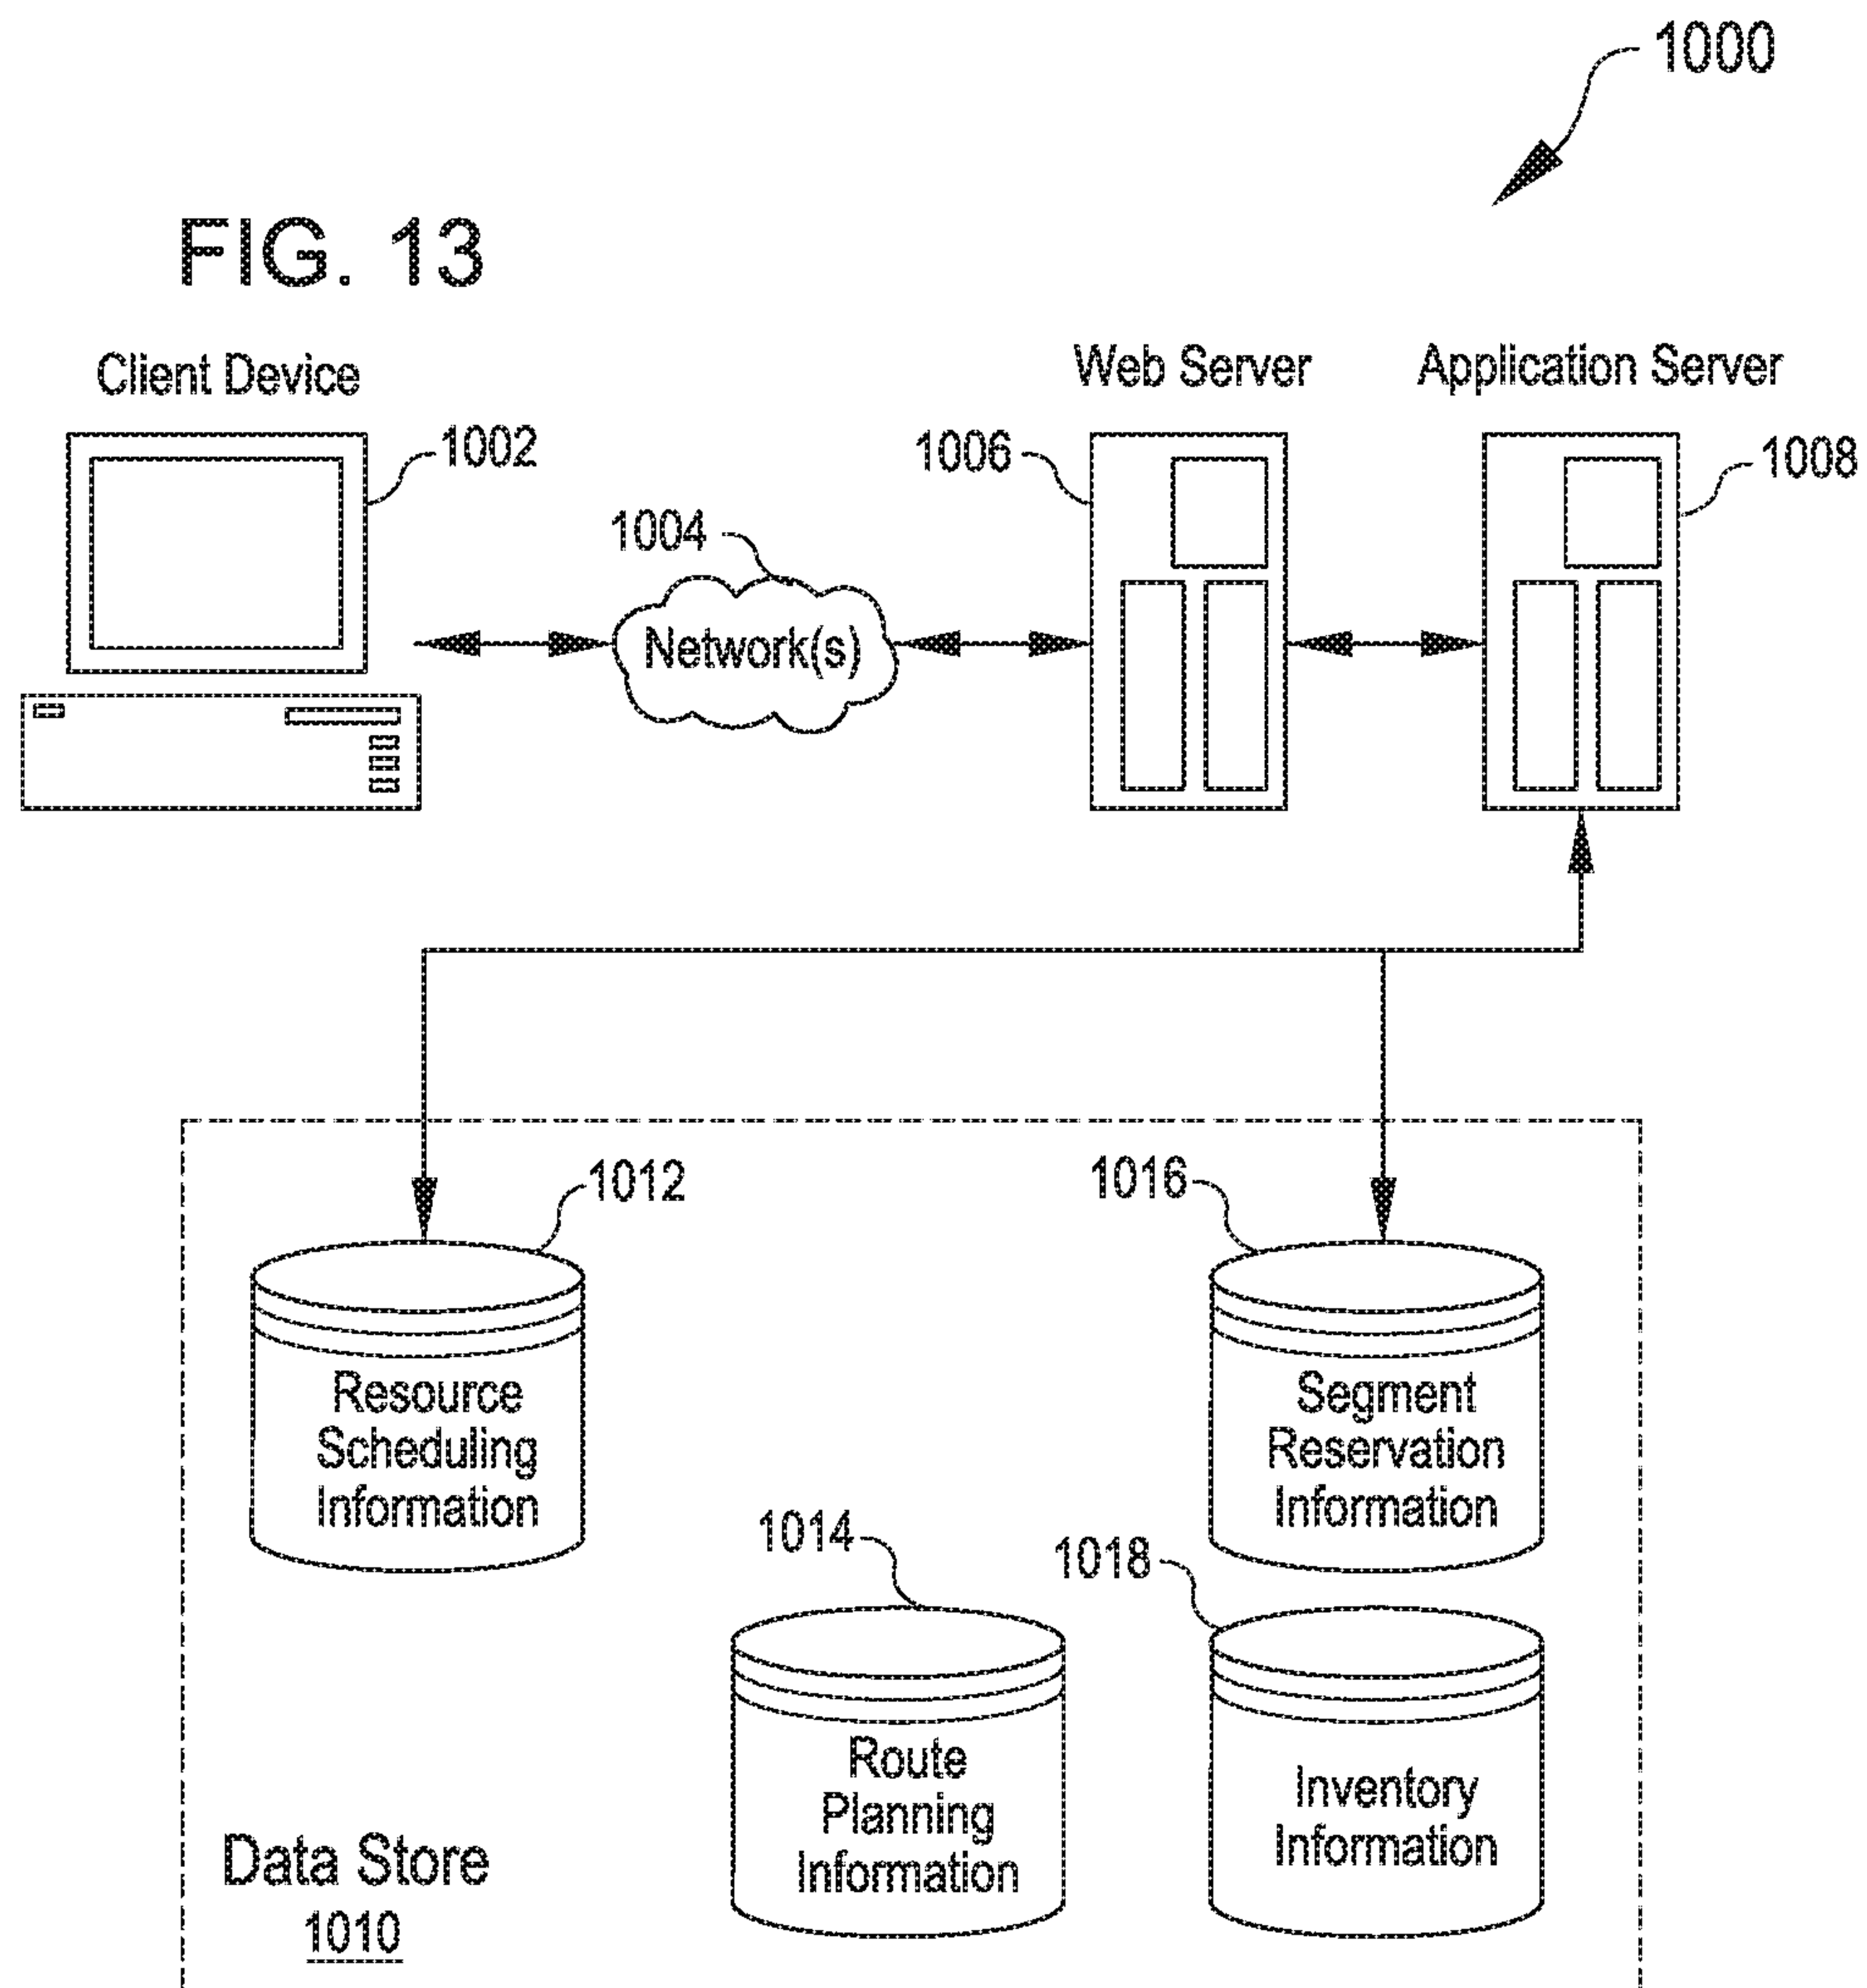 1000
FIG. 13
Client Device
Web Server
Application Server
1002
1006
1008
1004
Network(s)
1012
1016
Resource
Scheduling
Information
Segment
Reservation
Information
1014
1018
Route
Planning
Information
Inventory
Information
Data Store
1010